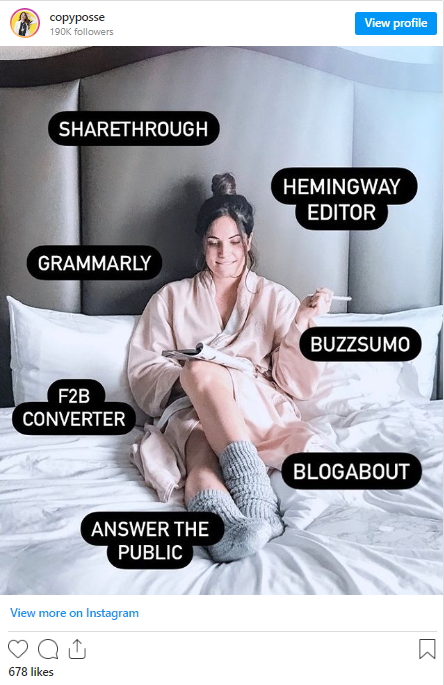 copyposse
190K followers
View profile
SHARETHROUGH
HEMINGWAY
EDITOR
GRAMMARLY
BUZZSUMO
F2B
CONVERTER
BLOGABOUT
ANSWER THE
PUBLIC
View more on Instagram
678 likes